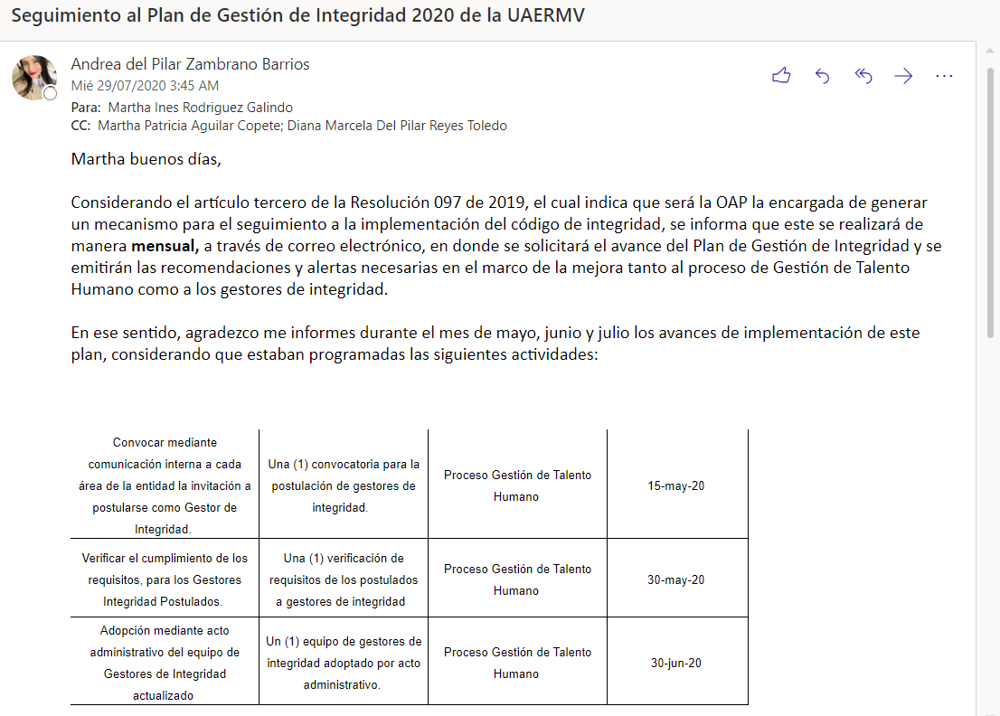 Seguimiento al Plan de Gestión de Integridad 2020 de la UAERMV
Andrea del Pilar Zambrano Barrios
Mié 29/07/2020 3:45 AM
Para: Martha Ines Rodriguez Galindo
CC: Martha Patricia Aguilar Copete; Diana Marcela Del Pilar Reyes Toledo
Martha buenos días,
Considerando el artículo tercero de la Resolución 097 de 2019, el cual indica que será la OAP la encargada de generar
un mecanismo para el seguimiento a la implementación del código de integridad, se informa que este se realizará de
manera mensual, a través de correo electrónico, en donde se solicitará el avance del Plan de Gestión de Integridad y se
emitirán las recomendaciones y alertas necesarias en el marco de la mejora tanto al proceso de Gestión de Talento
Humano como a los gestores de integridad.
En ese sentido, agradezco me informes durante el mes de mayo, junio y julio los avances de implementación de este
plan, considerando que estaban programadas las siguientes actividades:
Convocar mediante
comunicación interna a cada
área de la entidad la invitación a
postularse como Gestor de
Integridad.
Una (1) convocatoria para la
postulación de gestores de
integridad.
Proceso Gestión de Talento
Humano
15-may-20
Verificar el cumplimiento de los
requisitos, para los Gestores
Integridad Postulados.
Una (1) verificación de
requisitos de los postulados
a gestores de integridad
Proceso Gestión de Talento
Humano
30-may-20
Adopción mediante acto
administrativo del equipo de
Gestores de Integridad
actualizado
Un (1) equipo de gestores de
integridad adoptado por acto
administrativo.
Proceso Gestión de Talento
Humano
30-jun-20